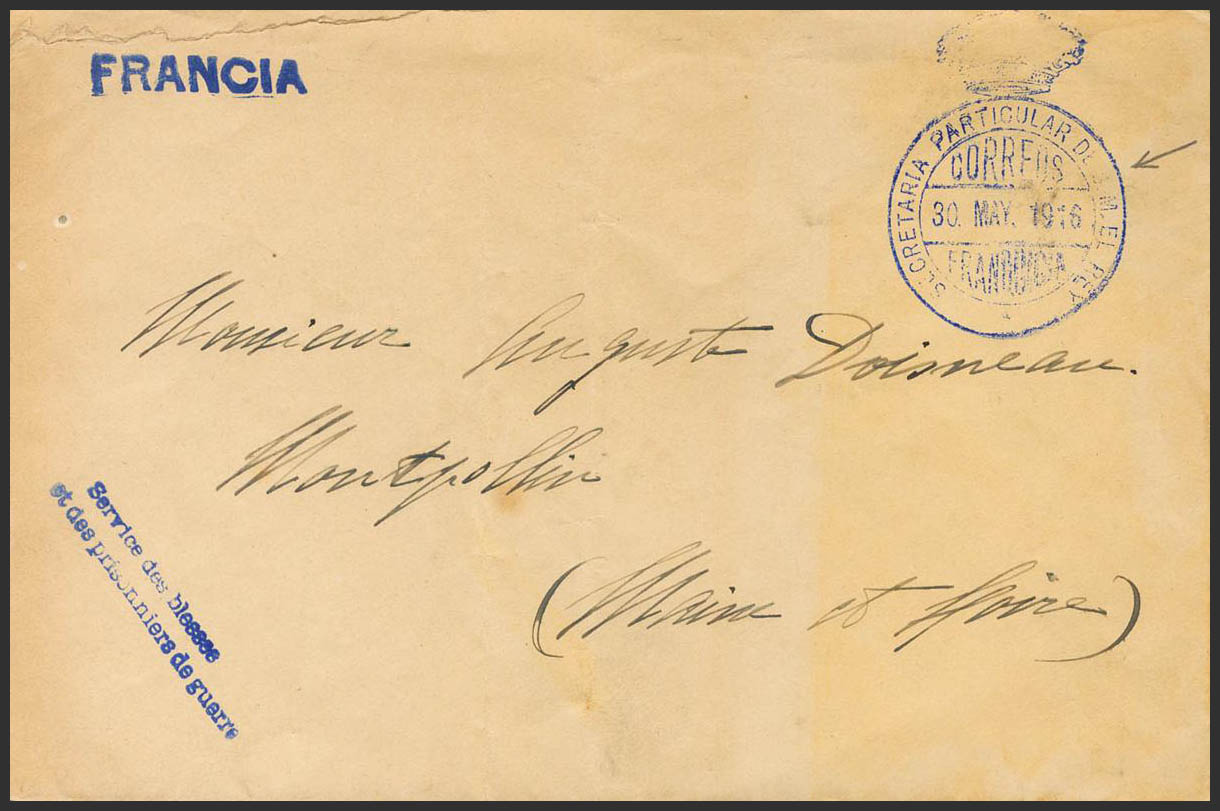 FRANCIA
SECRETARIA PARTICULAR DE S.M. EL REY
CORREOS
30. MAY. 1916
FRANQUICIA
Monsieur Auguste Doisneau.
Montpollin
(Maine et Loire)
Service des blessés
et des prisonniers de guerre